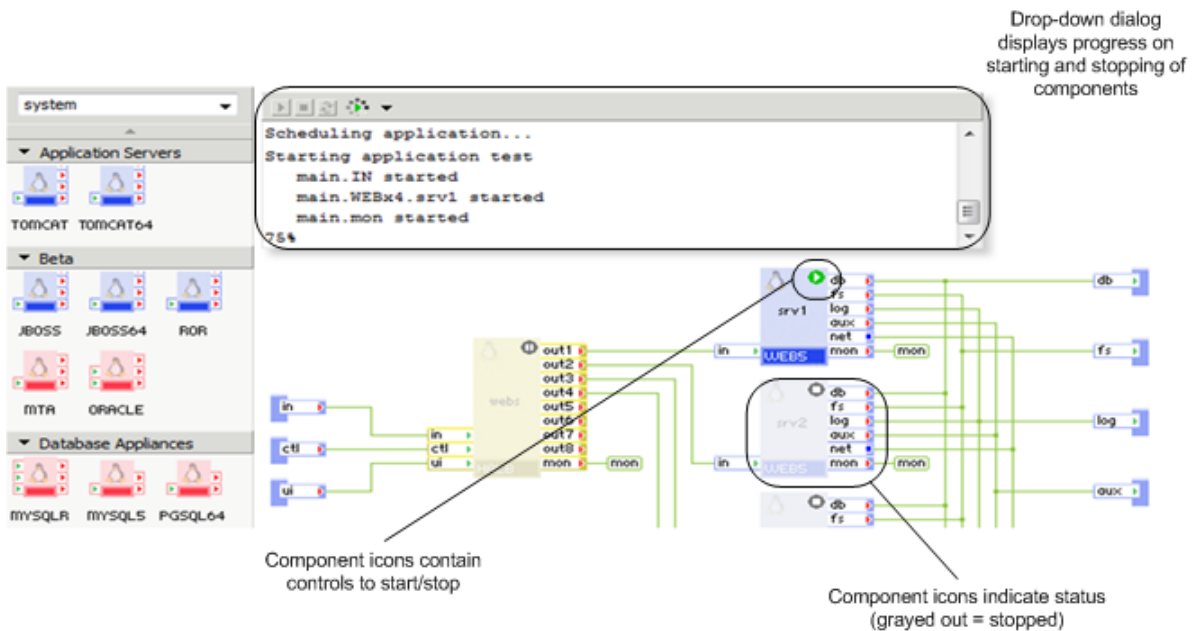 Drop-down dialog
displays progress on
starting and stopping of
components
system
Application Servers
TOMCAT TOMCAT64
Beta
JBOSS JBOSS64 ROR
MTA ORACLE
Database Appliances
MYSQLR MYSQL5 PGSQL64
Scheduling application...
Starting application test
main.IN started
main.WEBx4.srv1 started
main.mon started
75%
in
ctl
ui
webs
in
ctl
ui
out1
out2
out3
out4
out5
out6
out7
out8
mon
mon
in
srv1
WEB5
db
fs
log
aux
net
mon
mon
in
srv2
WEB5
db
fs
log
aux
net
mon
mon
db
fs
db
fs
log
aux
Component icons contain
controls to start/stop
Component icons indicate status
(grayed out = stopped)